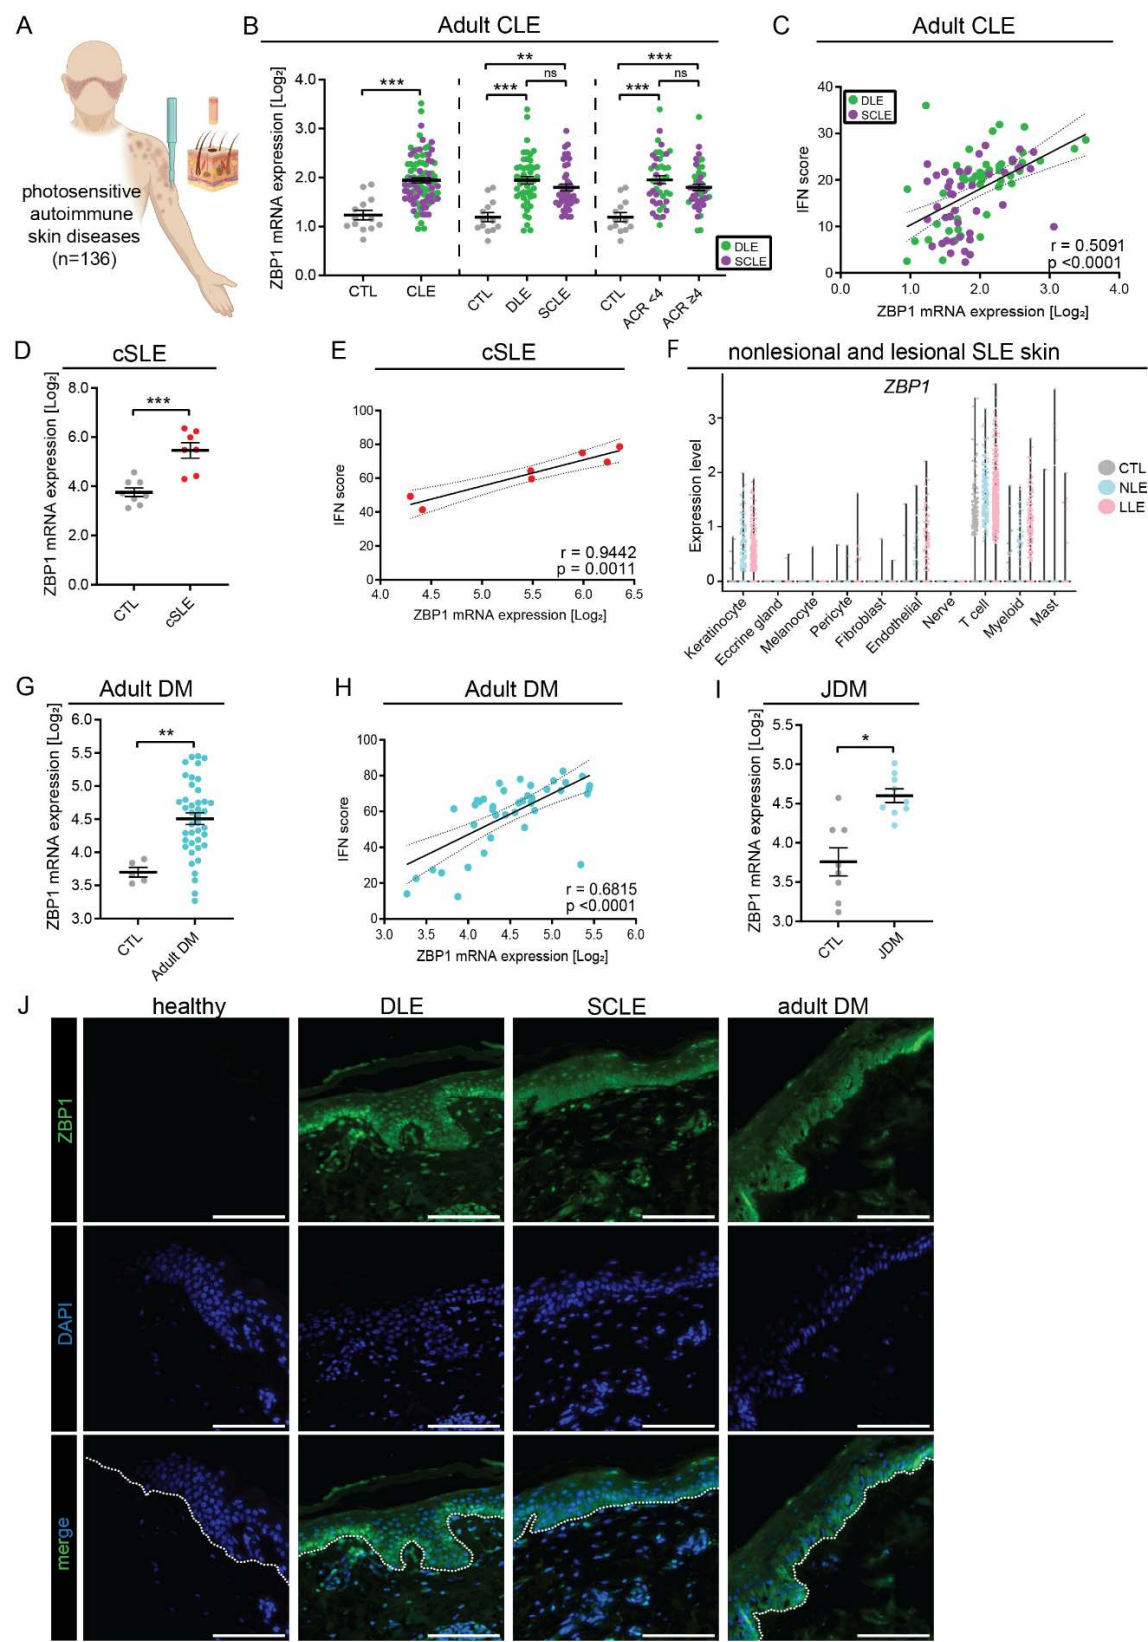 A
photosensitive
autoimmune
skin diseases
(n=136)
B
Adult CLE
ZBP1 mRNA expression [Log₂]
4.0
3.0
2.0
1.0
0.0
***
**
***
ns
***
***
ns
CTL
CLE
CTL
DLE
SCLE
CTL
ACR <4
ACR ≥4
DLE
SCLE
C
Adult CLE
DLE
SCLE
IFN score
40
30
20
10
0
r = 0.5091
p <0.0001
0.0
1.0
2.0
3.0
4.0
ZBP1 mRNA expression [Log₂]
D
cSLE
ZBP1 mRNA expression [Log₂]
8.0
6.0
4.0
2.0
0.0
***
CTL
cSLE
E
cSLE
IFN score
100
80
60
40
20
0
r = 0.9442
p = 0.0011
4.0
4.5
5.0
5.5
6.0
6.5
ZBP1 mRNA expression [Log₂]
F
nonlesional and lesional SLE skin
ZBP1
Expression level
3
2
1
0
CTL
NLE
LLE
Keratinocyte
Eccrine gland
Melanocyte
Pericyte
Fibroblast
Endothelial
Nerve
T cell
Myeloid
Mast
G
Adult DM
ZBP1 mRNA expression [Log₂]
6.0
5.5
5.0
4.5
4.0
3.5
3.0
**
CTL
Adult DM
H
Adult DM
IFN score
100
80
60
40
20
0
r = 0.6815
p <0.0001
3.0
3.5
4.0
4.5
5.0
5.5
6.0
ZBP1 mRNA expression [Log₂]
I
JDM
ZBP1 mRNA expression [Log₂]
5.5
5.0
4.5
4.0
3.5
3.0
*
CTL
JDM
J
healthy
DLE
SCLE
adult DM
ZBP1
DAPI
merge